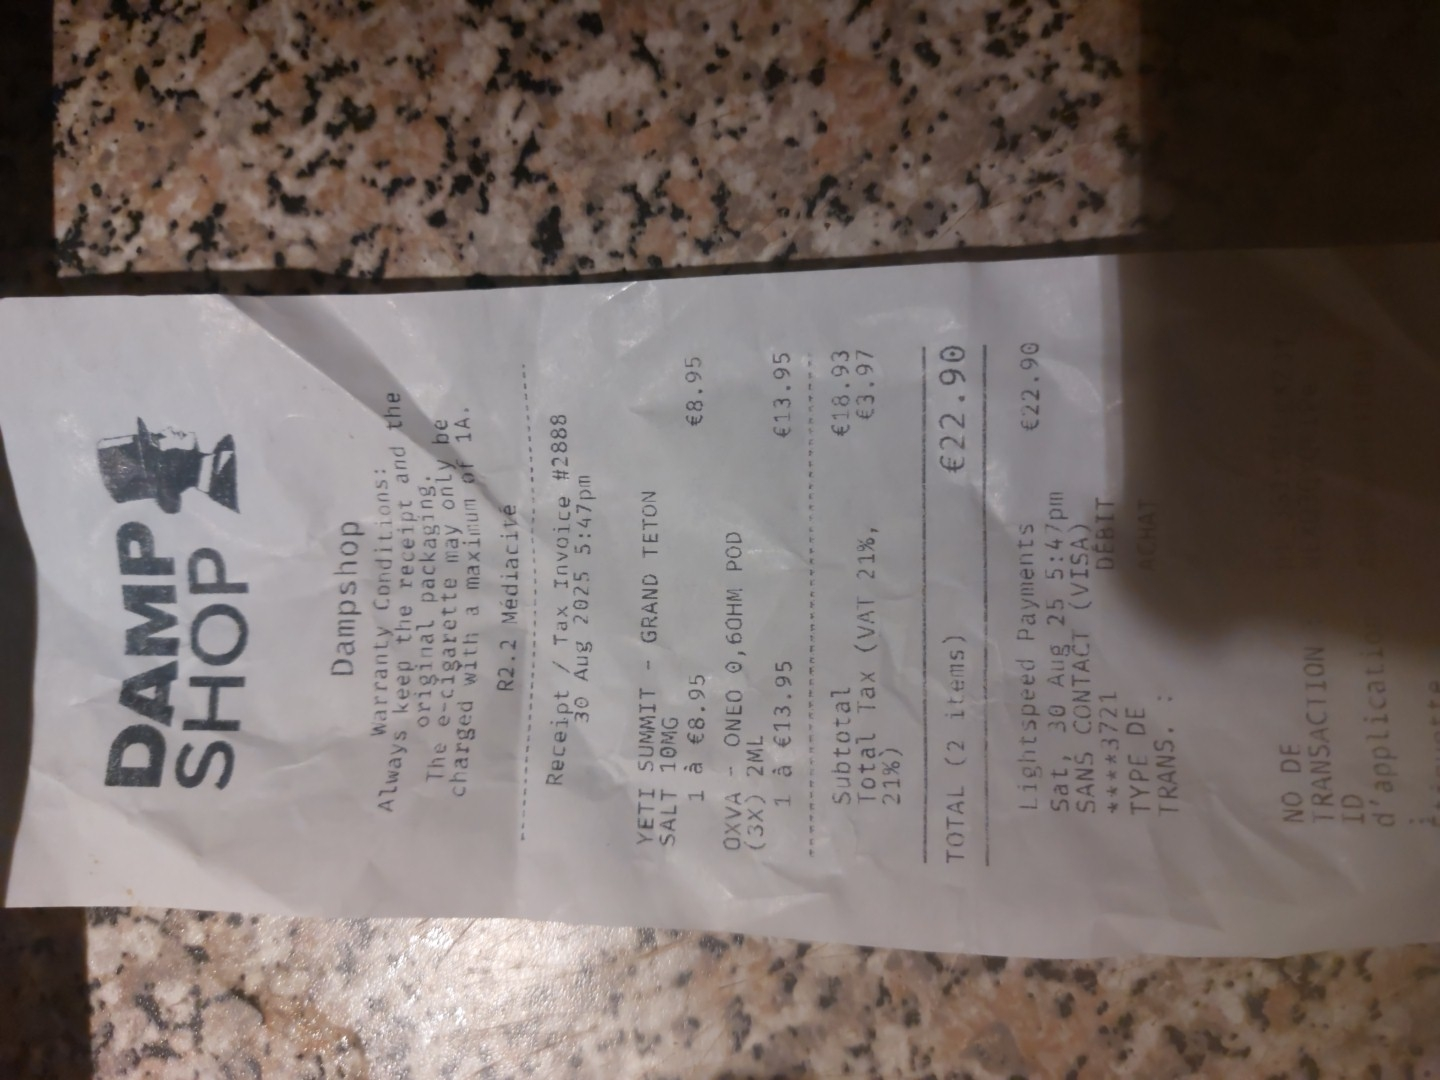 DAMP
SHOP
Dampshop
Warranty Conditions:
Always keep the receipt and the
original packaging.
The e-cigarette may only be
charged with a maximum of 1A.
R2.2 Médiacité
Receipt / Tax Invoice #2888
30 Aug 2025 5:47pm
YETI SUMMIT - GRAND TETON
SALT 10MG
1 à €8.95 €8.95
OXVA - ONEO 0,6OHM POD
(3X) 2ML
1 à €13.95 €13.95
Subtotal €18.93
Total Tax (VAT 21%, €3.97
21%)
TOTAL (2 items) €22.90
Lightspeed Payments €22.90
Sat, 30 Aug 25 5:47pm
SANS CONTACT (VISA)
****3721 DÉBIT
TYPE DE ACHAT
TRANS. :
NO DE
TRANSACTION
ID
d'applicati